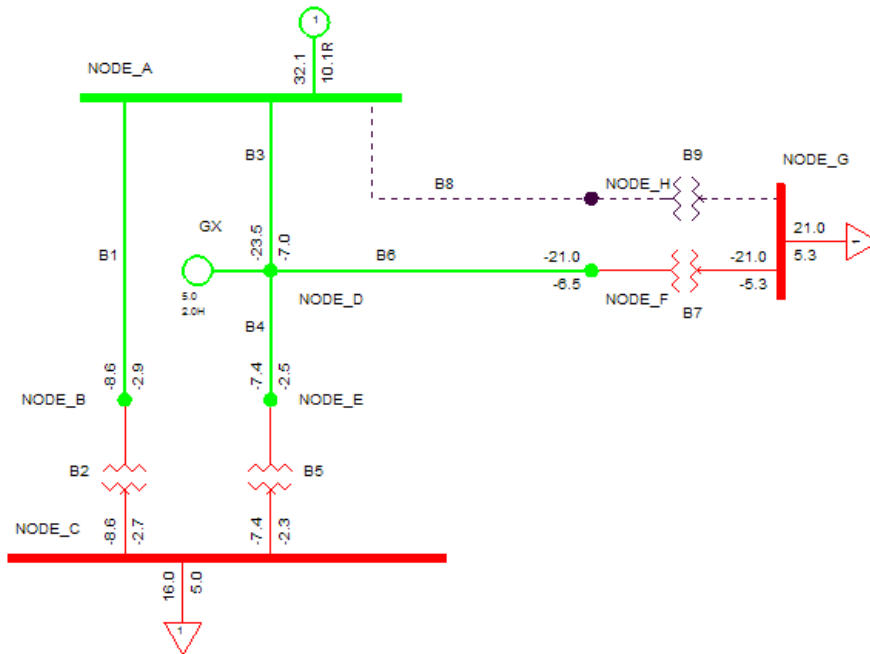 1
32.1
10.1R
NODE_A
B3
B9
NODE_G
B8
NODE_H
GX
-23.5
-7.0
21.0
5.3
1
B1
B6
-21.0
-6.5
-21.0
-5.3
5.0
2.0H
NODE_D
NODE_F
B7
B4
-8.6
-2.9
-7.4
-2.5
NODE_B
NODE_E
B2
B5
NODE_C
-8.6
-2.7
-7.4
-2.3
16.0
5.0
1